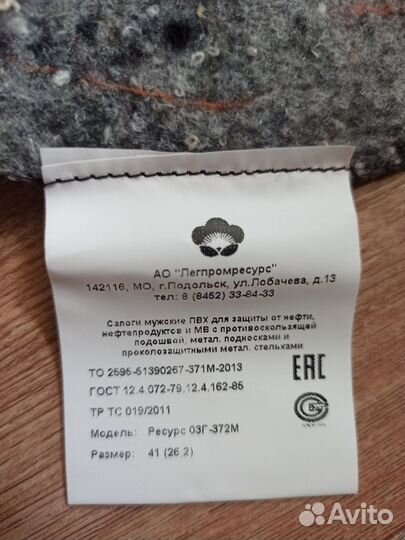 АО "Легпромресурс"
142116, МО, г.Подольск, ул.Лобачева, д.13
тел: 8 (8452) 33-84-33
Сапоги мужские ПВХ для защиты от нефти,
нефтепродуктов и МВ с противоскользящей
подошвой, метал. подносками и
проколозащитными метал. стельками
ТО 2595-51390267-371М-2013
ГОСТ 12.4.072-79,12.4.162-85
ТР ТС 019/2011
Модель: Ресурс 03Г-372М
Размер: 41 (26,2)
ЕАС
Avito